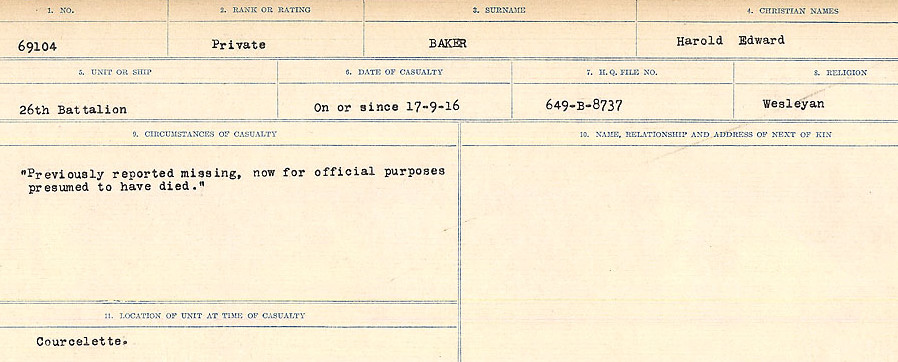 1. NO. 2. RANK OR RATING 3. SURNAME 4. CHRISTIAN NAMES
69104 Private BAKER Harold Edward
5. UNIT OR SHIP 6. DATE OF CASUALTY 7. H. Q. FILE NO. 8. RELIGION
26th Battalion On or since 17-9-16 649-B-8737 Wesleyan
9. CIRCUMSTANCES OF CASUALTY 10. NAME, RELATIONSHIP AND ADDRESS OF NEXT OF KIN
"Previously reported missing, now for official purposes
presumed to have died."
11. LOCATION OF UNIT AT TIME OF CASUALTY
Courcelette.